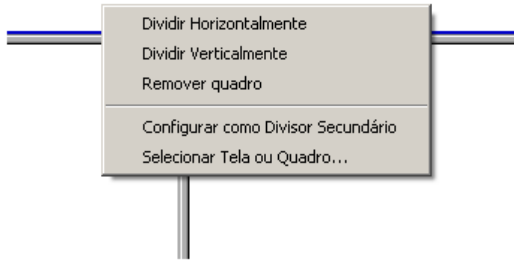 Dividir Horizontalmente
Dividir Verticalmente
Remover quadro
Configurar como Divisor Secundário
Selecionar Tela ou Quadro...